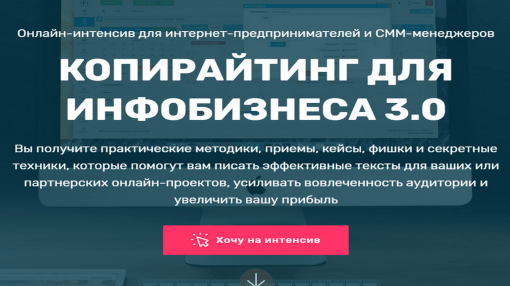 Онлайн-интенсив для интернет-предпринимателей и СММ-менеджеров
КОПИРАЙТИНГ ДЛЯ
ИНФОБИЗНЕСА 3.0
Вы получите практические методики, приемы, кейсы, фишки и секретные
техники, которые помогут вам писать эффективные тексты для ваших или
партнерских онлайн-проектов, усиливать вовлеченность аудитории и
увеличить вашу прибыль
Хочу на интенсив